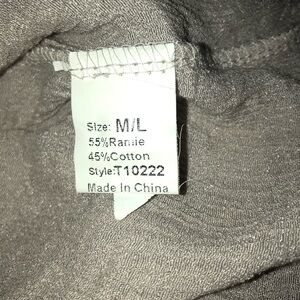 Size: M/L
55%Ramie
45%Cotton
Style:T10222
Made In China